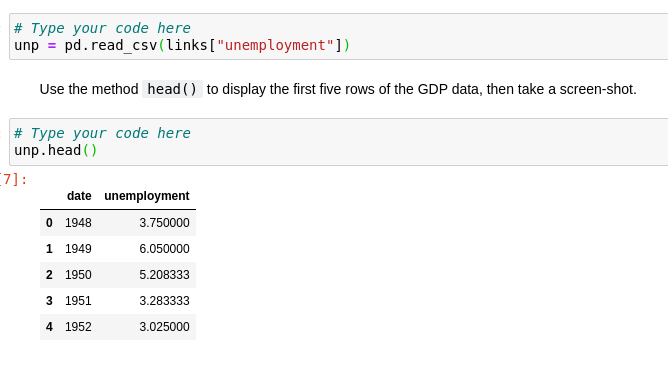 # Type your code here
unp = pd.read_csv(links["unemployment"])
Use the method head() to display the first five rows of the GDP data, then take a screen-shot.
# Type your code here
unp.head()
[7]:
date unemployment
0 1948 3.750000
1 1949 6.050000
2 1950 5.208333
3 1951 3.283333
4 1952 3.025000